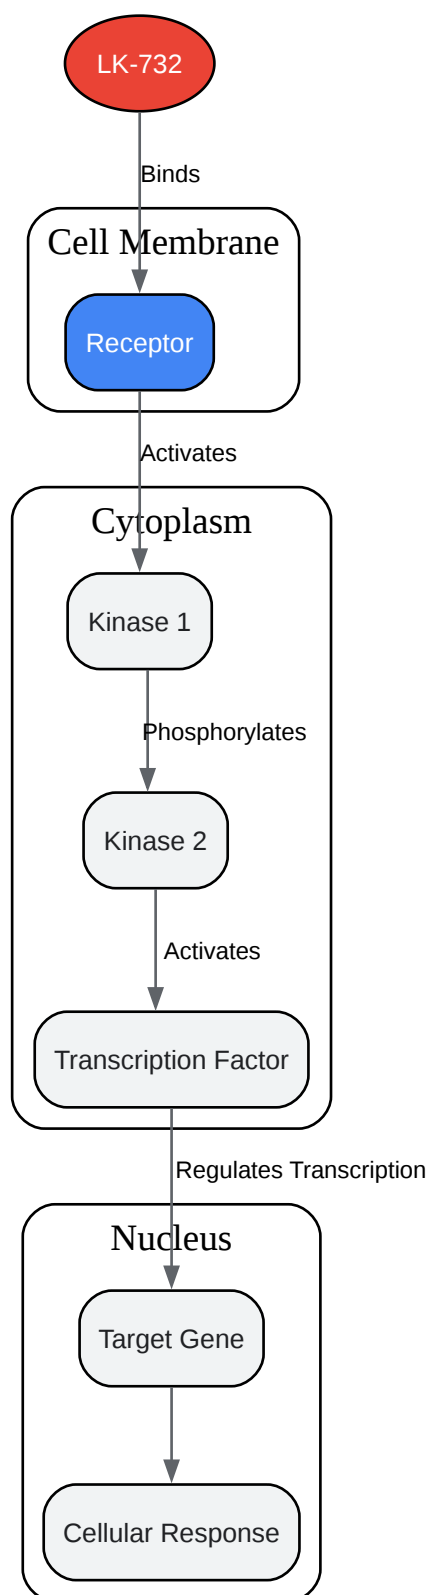 LK-732
Binds
Cell Membrane
Receptor
Activates
Cytoplasm
Kinase 1
Phosphorylates
Kinase 2
Activates
Transcription Factor
Regulates Transcription
Nucleus
Target Gene
Cellular Response